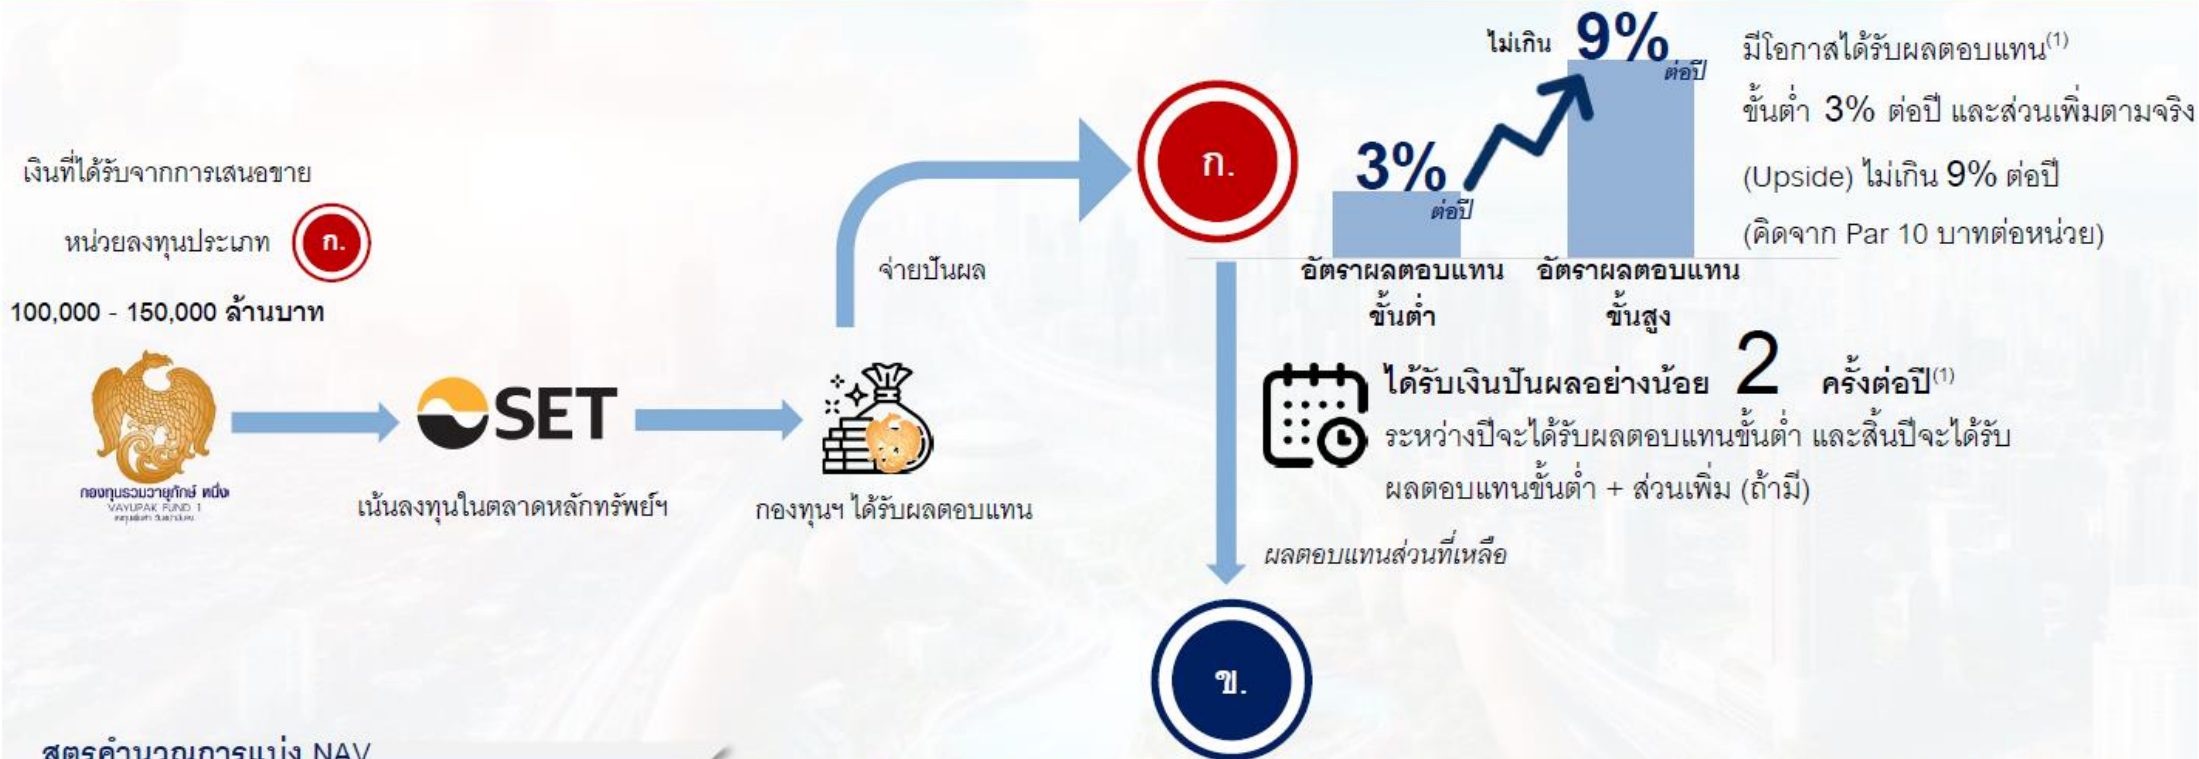 เงินที่ได้รับจากการเสนอขาย
หน่วยลงทุนประเภท ก.
100,000 - 150,000 ล้านบาท
กองทุนรวมวายุภักษ์ หนึ่ง
VAYUPAK FUND 1
SET
เน้นลงทุนในตลาดหลักทรัพย์ฯ
กองทุนฯ ได้รับผลตอบแทน
จ่ายปันผล
ก.
ไม่เกิน 9% ต่อปี
3% ต่อปี
อัตราผลตอบแทน
ขั้นต่ำ
อัตราผลตอบแทน
ขั้นสูง
มีโอกาสได้รับผลตอบแทน(1)
ขั้นต่ำ 3% ต่อปี และส่วนเพิ่มตามจริง
(Upside) ไม่เกิน 9% ต่อปี
(คิดจาก Par 10 บาทต่อหน่วย)
ได้รับเงินปันผลอย่างน้อย 2 ครั้งต่อปี(1)
ระหว่างปีจะได้รับผลตอบแทนขั้นต่ำ และสิ้นปีจะได้รับ
ผลตอบแทนขั้นต่ำ + ส่วนเพิ่ม (ถ้ามี)
ผลตอบแทนส่วนที่เหลือ
ข.
สูตรคำนวณการแบ่ง NAV